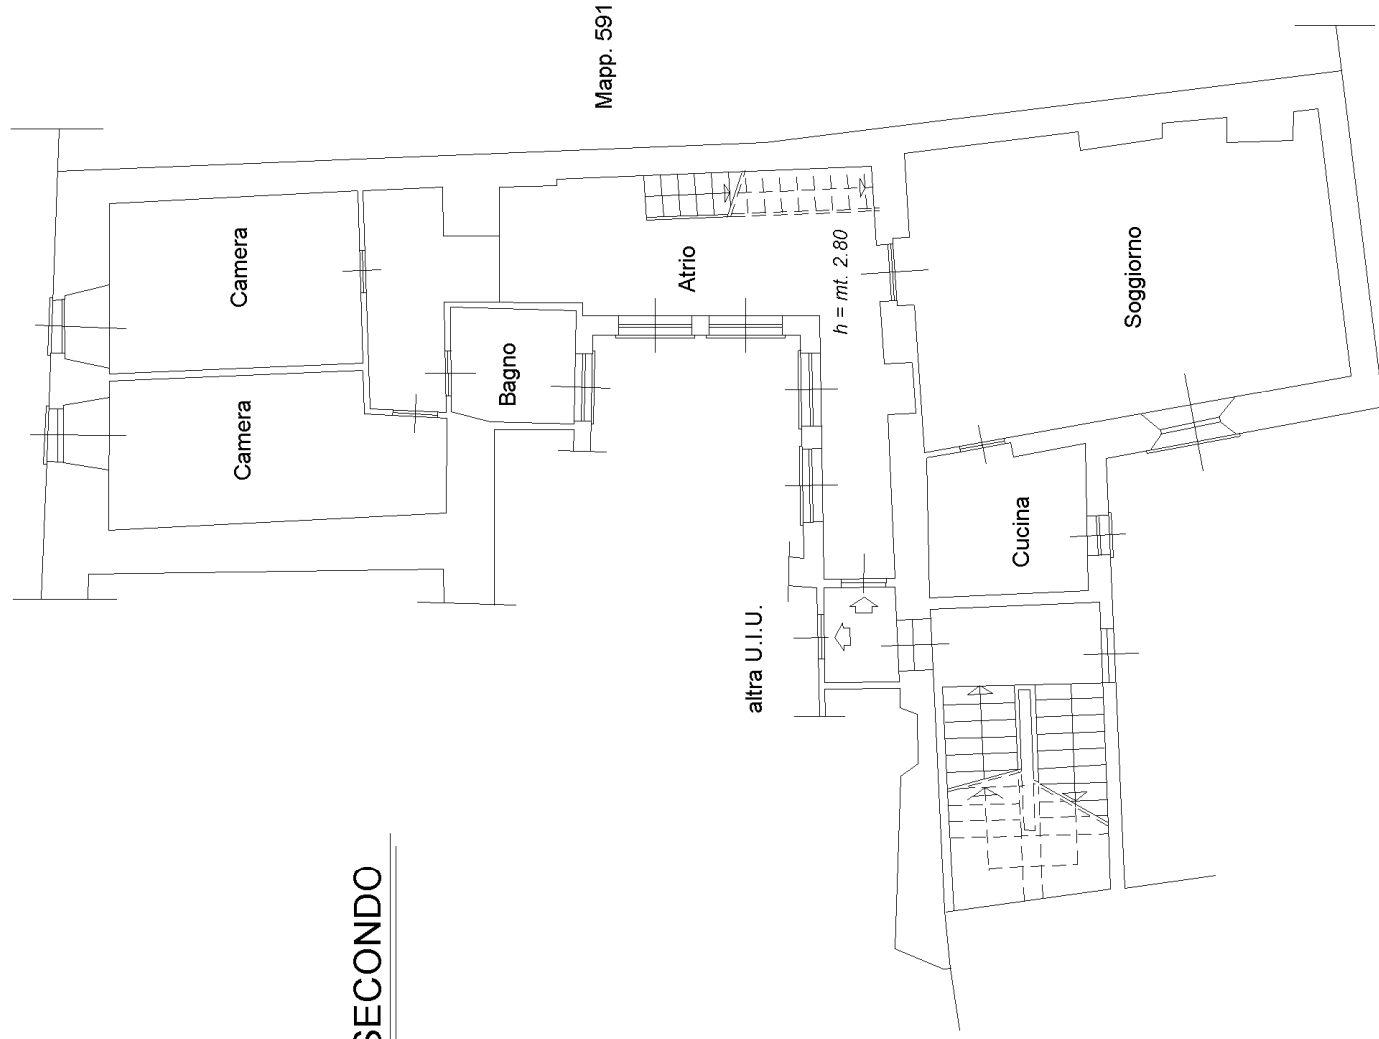 Mapp. 591
Camera
Camera
Bagno
Atrio
h = mt. 2.80
Soggiorno
Cucina
altra U.I.U.
SECONDO